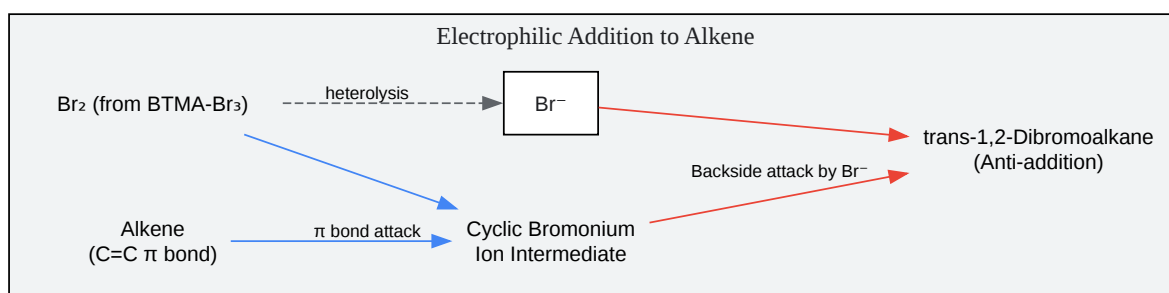 Electrophilic Addition to Alkene
Br₂ (from BTMA-Br₃)
heterolysis
Br⁻
trans-1,2-Dibromoalkane
(Anti-addition)
Backside attack by Br⁻
Alkene
(C=C π bond)
π bond attack
Cyclic Bromonium
Ion Intermediate